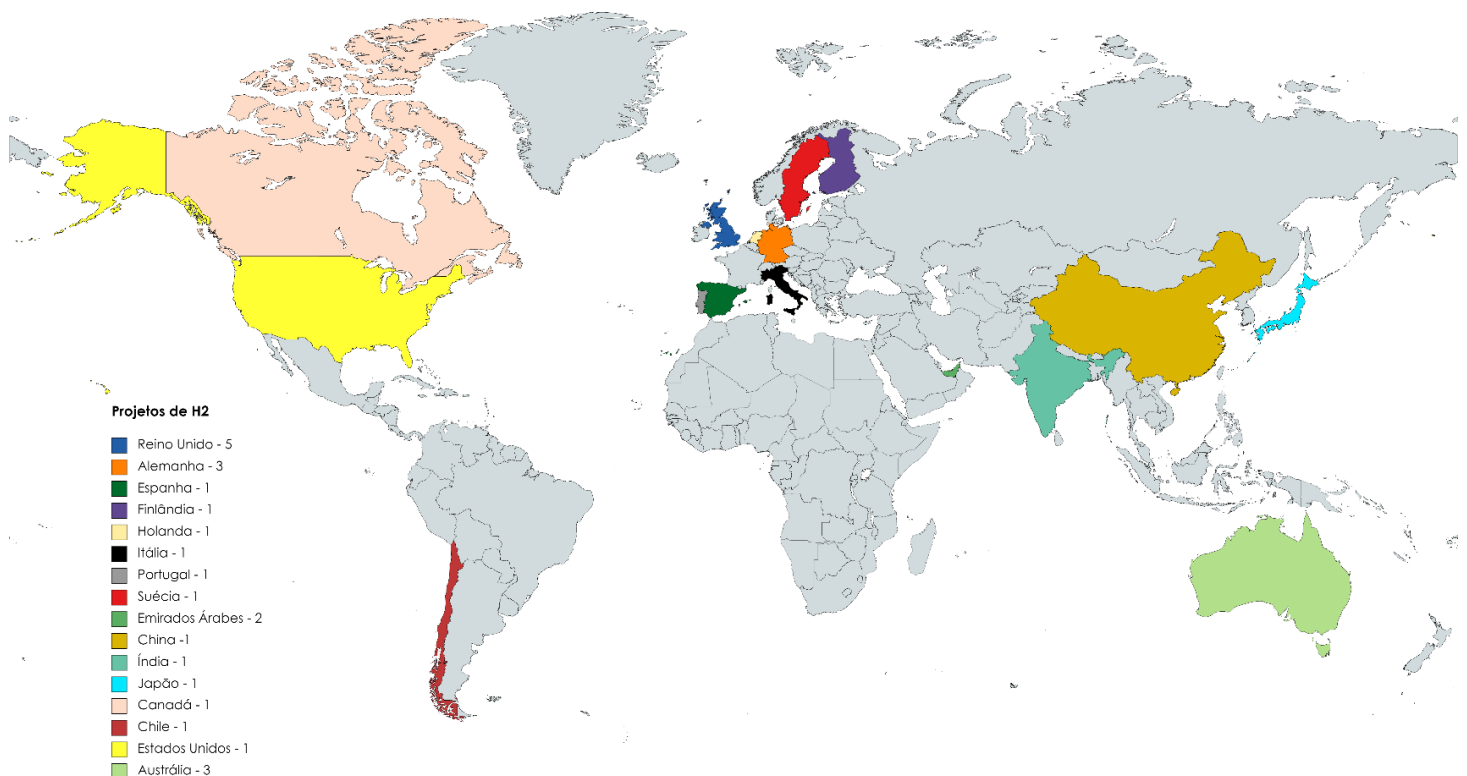 Projetos de H2
Reino Unido - 5
Alemanha - 3
Espanha - 1
Finlândia - 1
Holanda - 1
Itália - 1
Portugal - 1
Suécia - 1
Emirados Árabes - 2
China -1
Índia - 1
Japão - 1
Canadá - 1
Chile - 1
Estados Unidos - 1
Austrália - 3